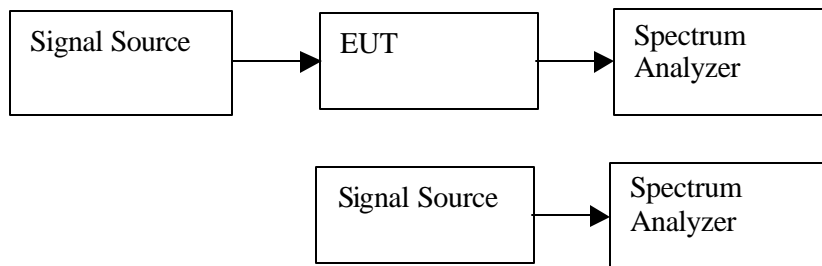 Signal Source
EUT
Spectrum
Analyzer
Signal Source
Spectrum
Analyzer